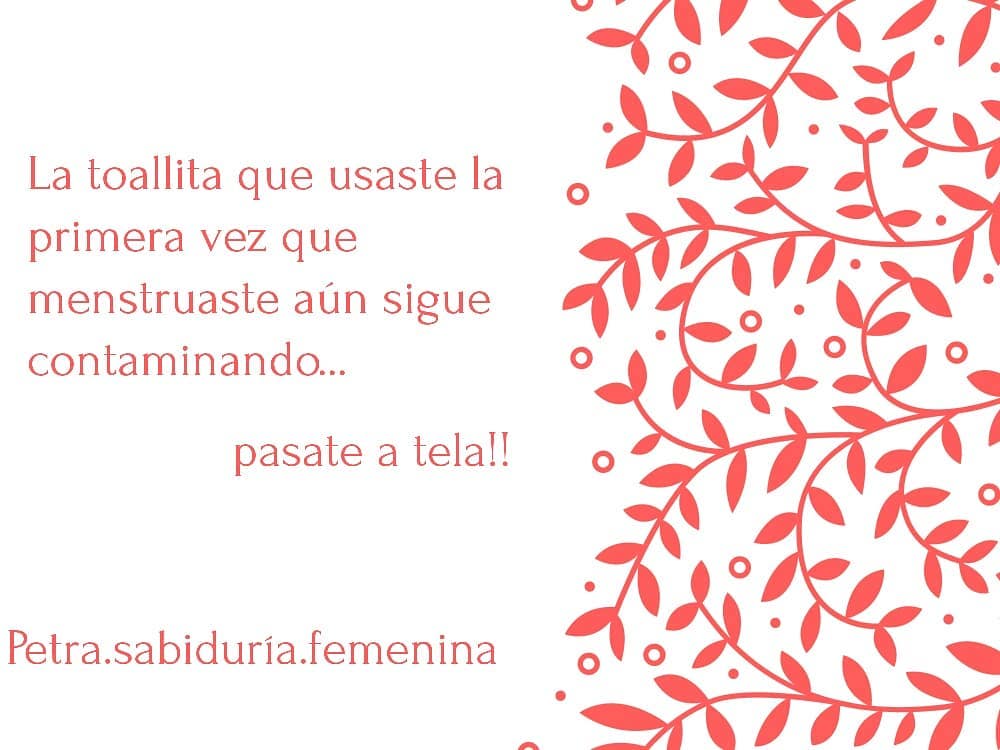 La toallita que usaste la
primera vez que
menstruaste aún sigue
contaminando...
pasate a tela!!
Petra.sabiduría.femenina